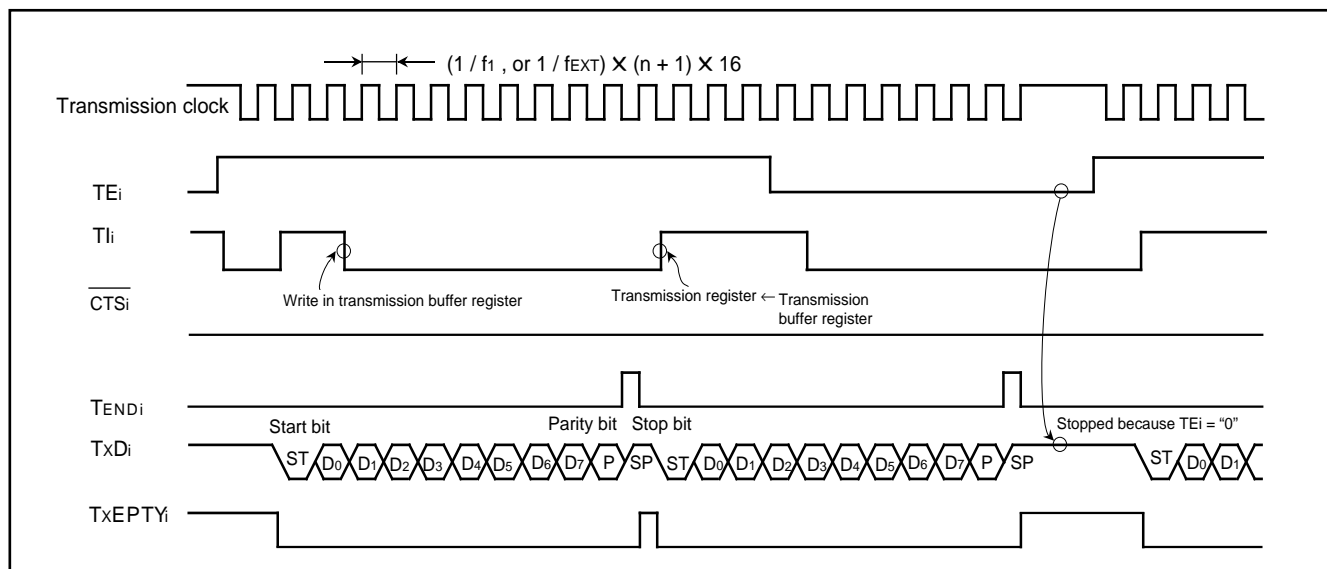 (1 / f1 , or 1 / fEXT) X (n + 1) X 16
Transmission clock
TEi
TIi
Write in transmission buffer register
Transmission register ← Transmission
buffer register
CTSi
TENDi
Start bit
Parity bit
Stop bit
Stopped because TEi = “0”
TXDi
ST D0 D1 D2 D3 D4 D5 D6 D7 P SP ST D0 D1 D2 D3 D4 D5 D6 D7 P SP ST D0 D1
TXEPTYi